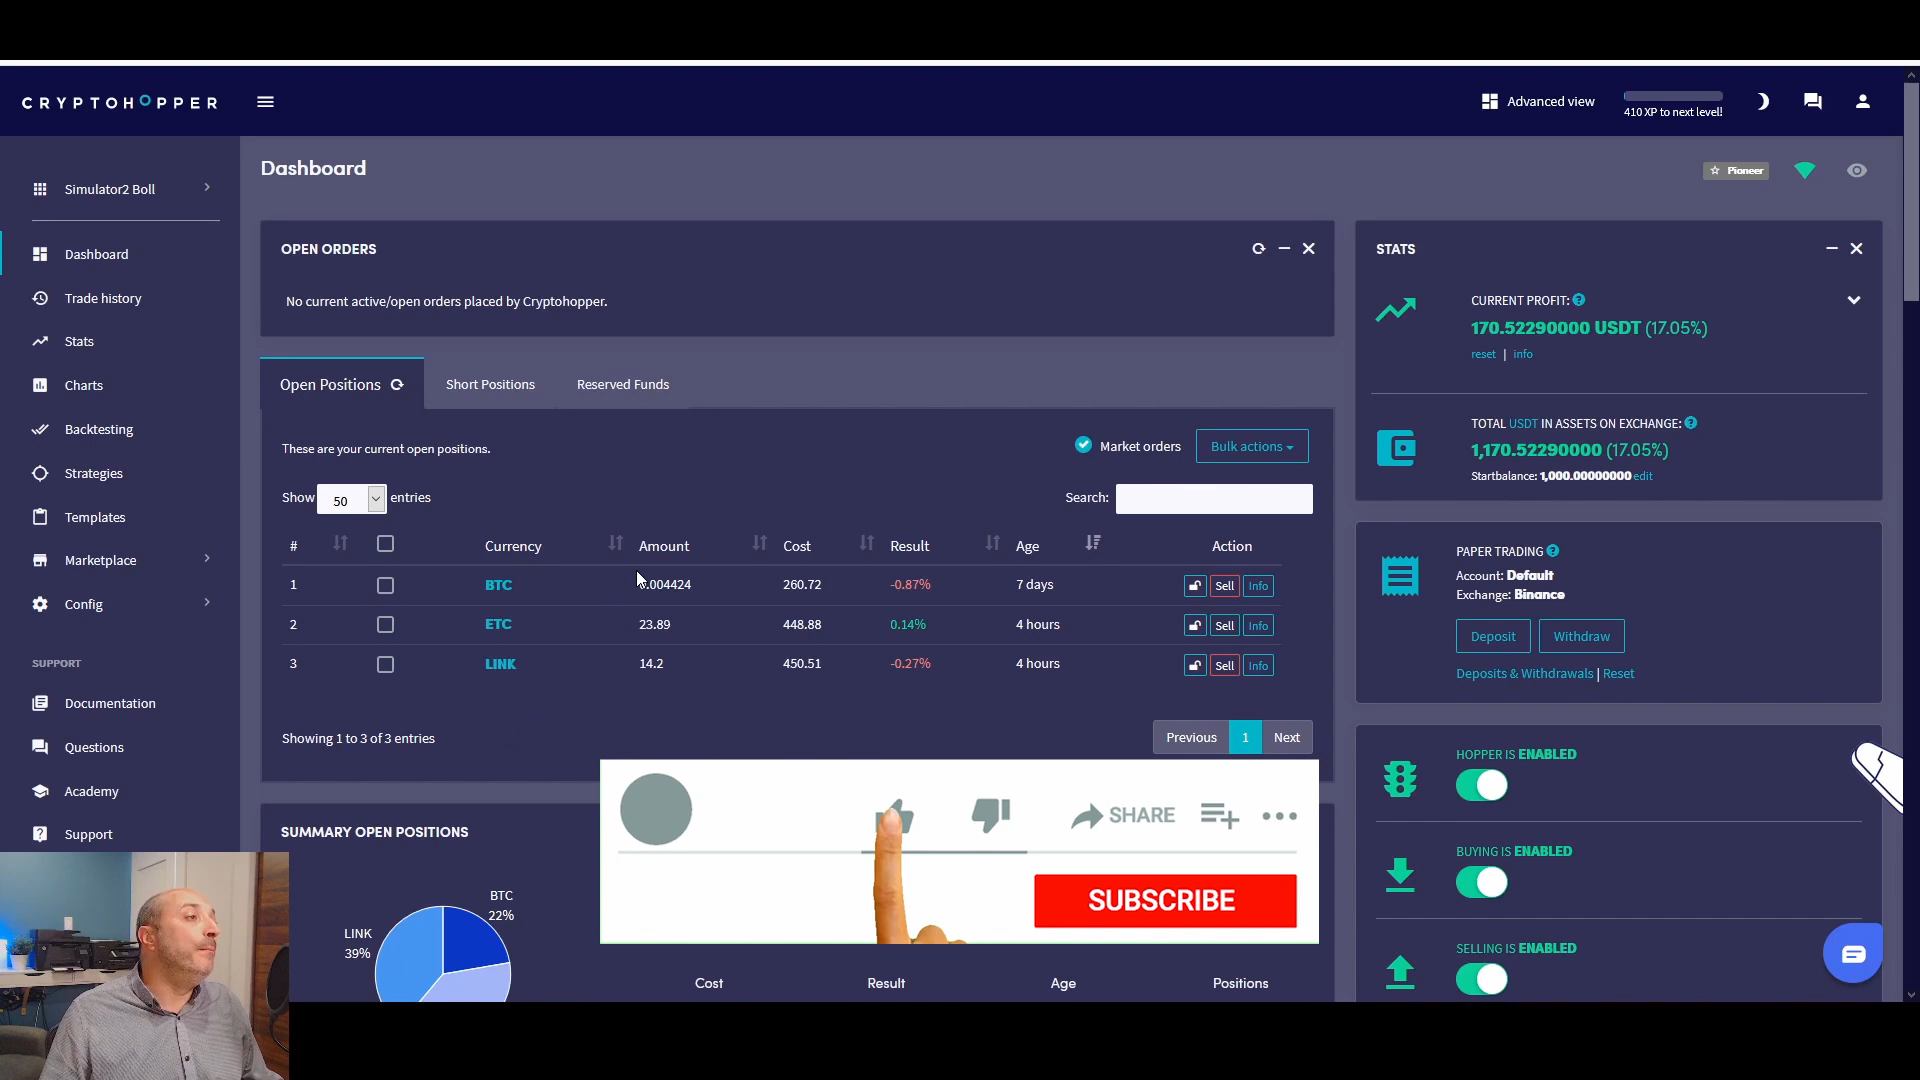 CRYPTOHOPPER
Advanced view
410 XP to next level!
Simulator2 Boll
Dashboard
Trade history
Stats
Charts
Backtesting
Strategies
Templates
Marketplace
Config
SUPPORT
Documentation
Questions
Academy
Support
Dashboard
Pioneer
OPEN ORDERS
No current active/open orders placed by Cryptohopper.
Open Positions
Short Positions
Reserved Funds
These are your current open positions.
Market orders
Bulk actions
Show 50 entries
Search:
# Currency Amount Cost Result Age Action
1 BTC .004424 260.72 -0.87% 7 days Sell Info
2 ETC 23.89 448.88 0.14% 4 hours Sell Info
3 LINK 14.2 450.51 -0.27% 4 hours Sell Info
Showing 1 to 3 of 3 entries
Previous 1 Next
SUMMARY OPEN POSITIONS
BTC
22%
LINK
39%
SHARE
SUBSCRIBE
Cost Result Age Positions
STATS
CURRENT PROFIT: ?
170.52290000 USDT (17.05%)
reset | info
TOTAL USDT IN ASSETS ON EXCHANGE: ?
1,170.52290000 (17.05%)
Startbalance: 1,000.00000000 edit
PAPER TRADING ?
Account: Default
Exchange: Binance
Deposit
Withdraw
Deposits & Withdrawals | Reset
HOPPER IS ENABLED
BUYING IS ENABLED
SELLING IS ENABLED